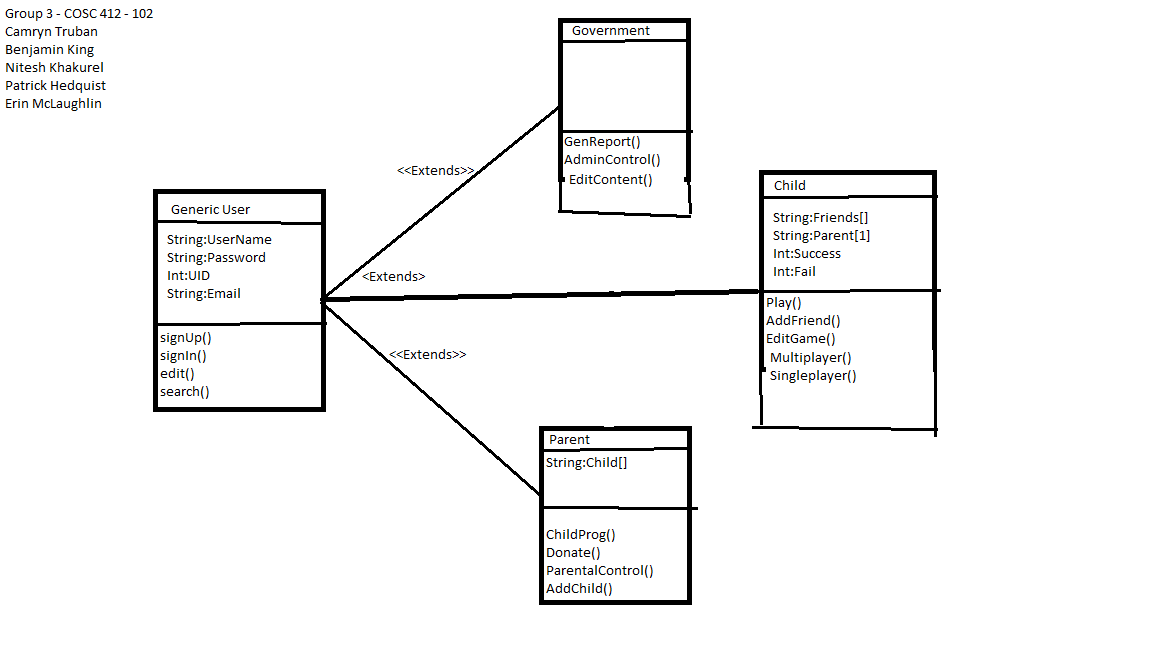 Group 3 - COSC 412 - 102
Camryn Truban
Benjamin King
Nitesh Khakurel
Patrick Hedquist
Erin McLaughlin
Government
GenReport()
AdminControl()
EditContent()
<<Extends>>
Generic User
String:UserName
String:Password
Int:UID
String:Email
signUp()
signIn()
edit()
search()
<Extends>
Child
String:Friends[]
String:Parent[1]
Int:Success
Int:Fail
Play()
AddFriend()
EditGame()
Multiplayer()
Singleplayer()
<<Extends>>
Parent
String:Child[]
ChildProg()
Donate()
ParentalControl()
AddChild()